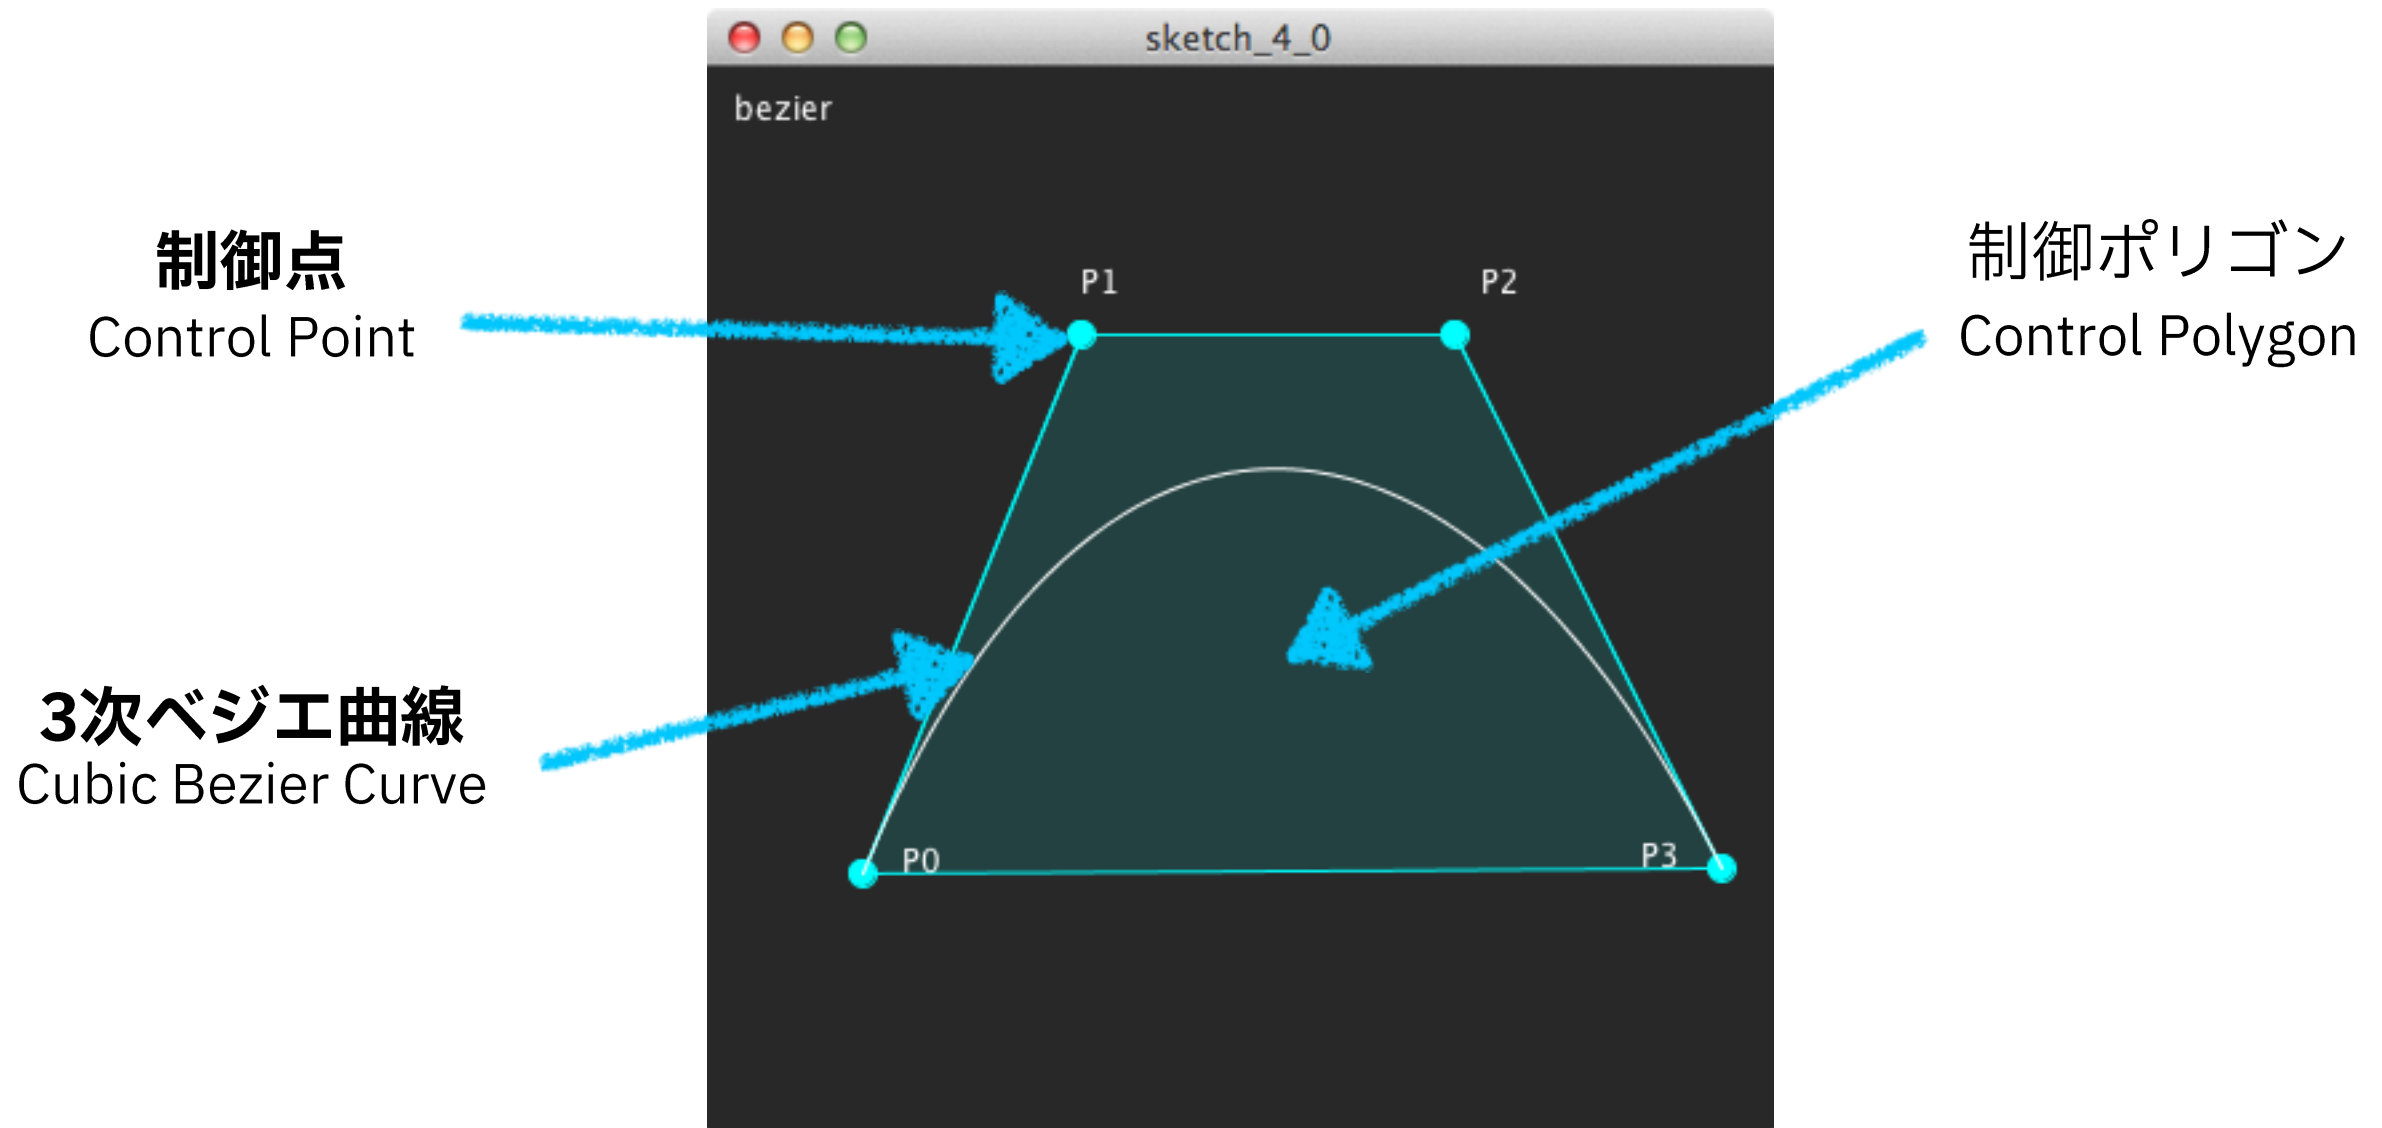 sketch_4_0
bezier
制御点
Control Point
P1
P2
制御ポリゴン
Control Polygon
3次ベジエ曲線
Cubic Bezier Curve
P0
P3